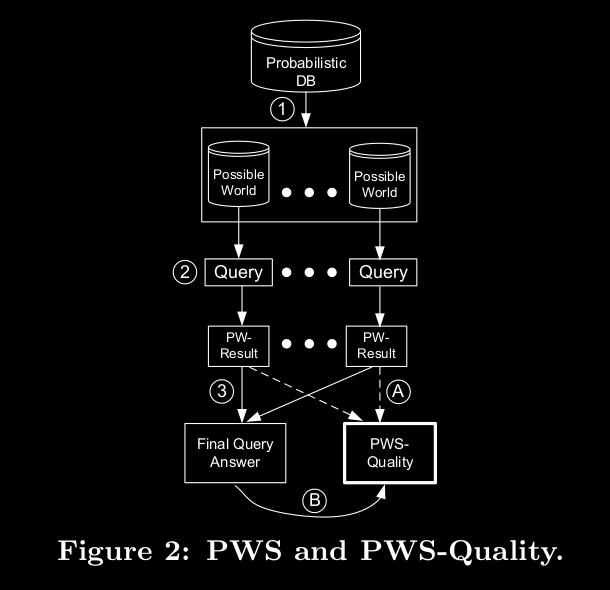 Probabilistic
DB
1
Possible
World
Possible
World
2
Query
Query
PW-
Result
PW-
Result
3
A
Final Query
Answer
PWS-
Quality
B
Figure 2: PWS and PWS-Quality.